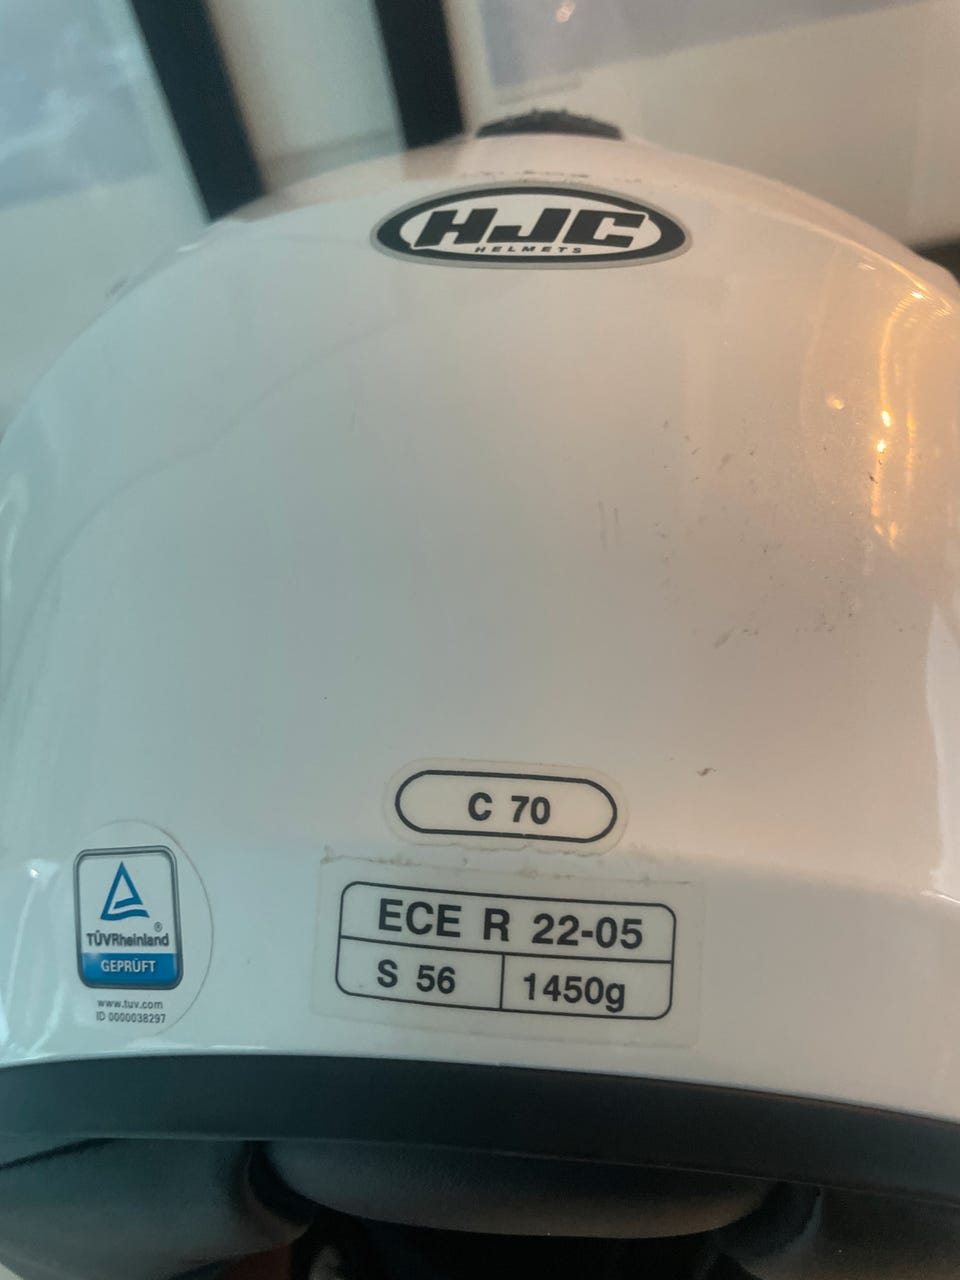 HJC
HELMETS
C 70
ECE R 22-05
S 56 1450g
®
TÜVRheinland
GEPRÜFT
www.tuv.com
ID 0000038297